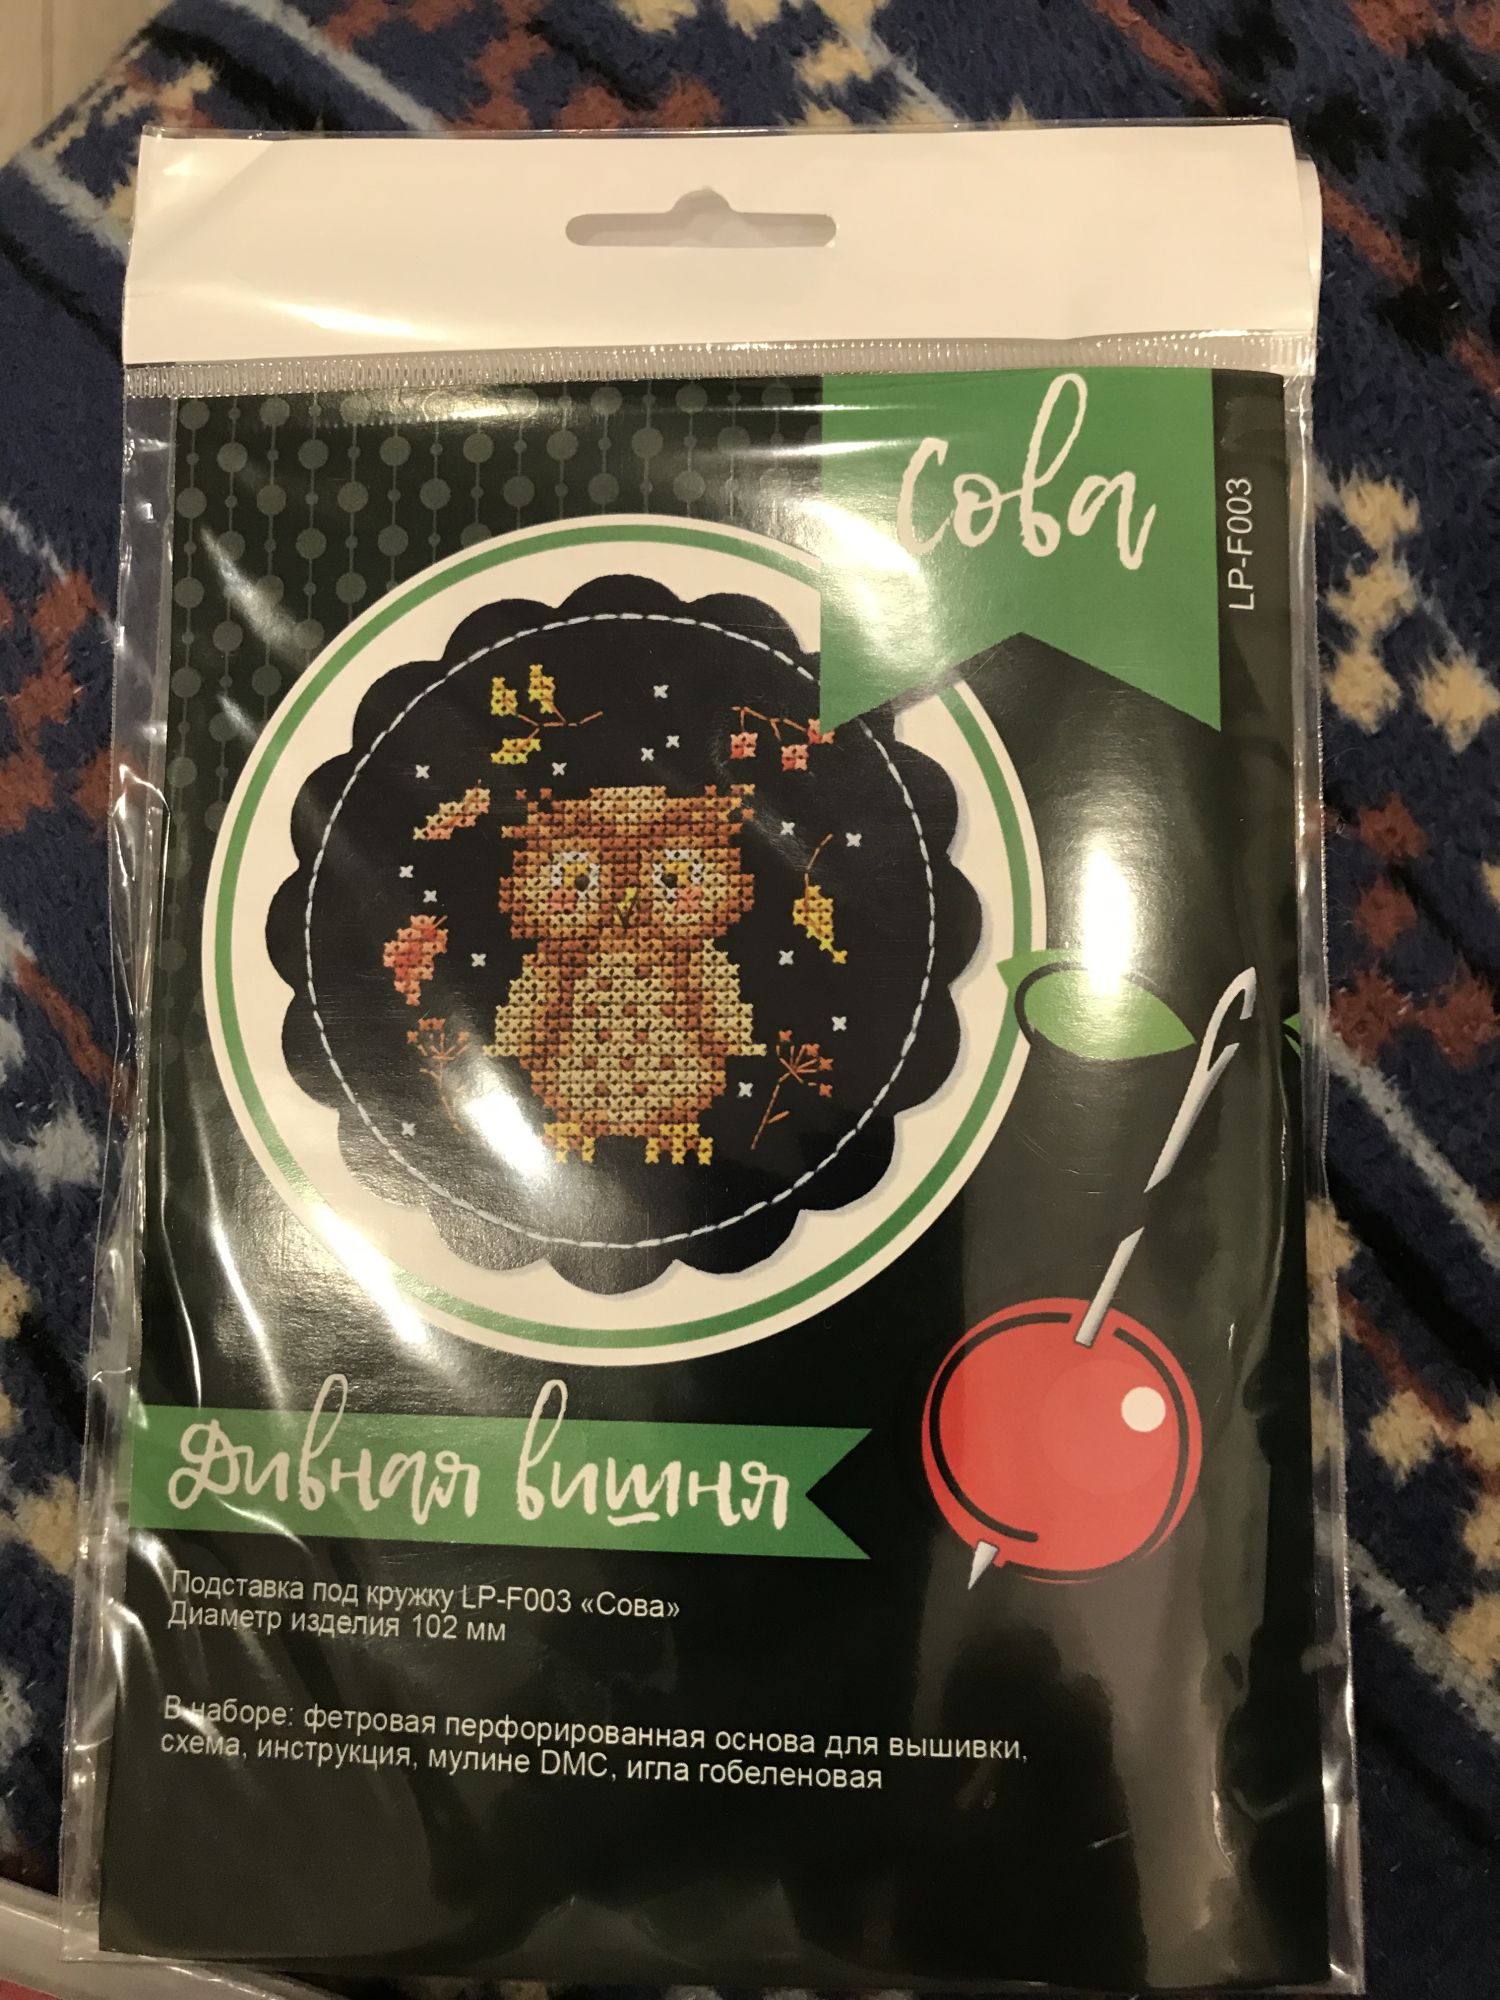 Сова
LP-F003
Дивная вишня
Подставка под кружку LP-F003 «Сова»
Диаметр изделия 102 мм
В наборе: фетровая перфорированная основа для вышивки,
схема, инструкция, мулине DMC, игла гобеленовая